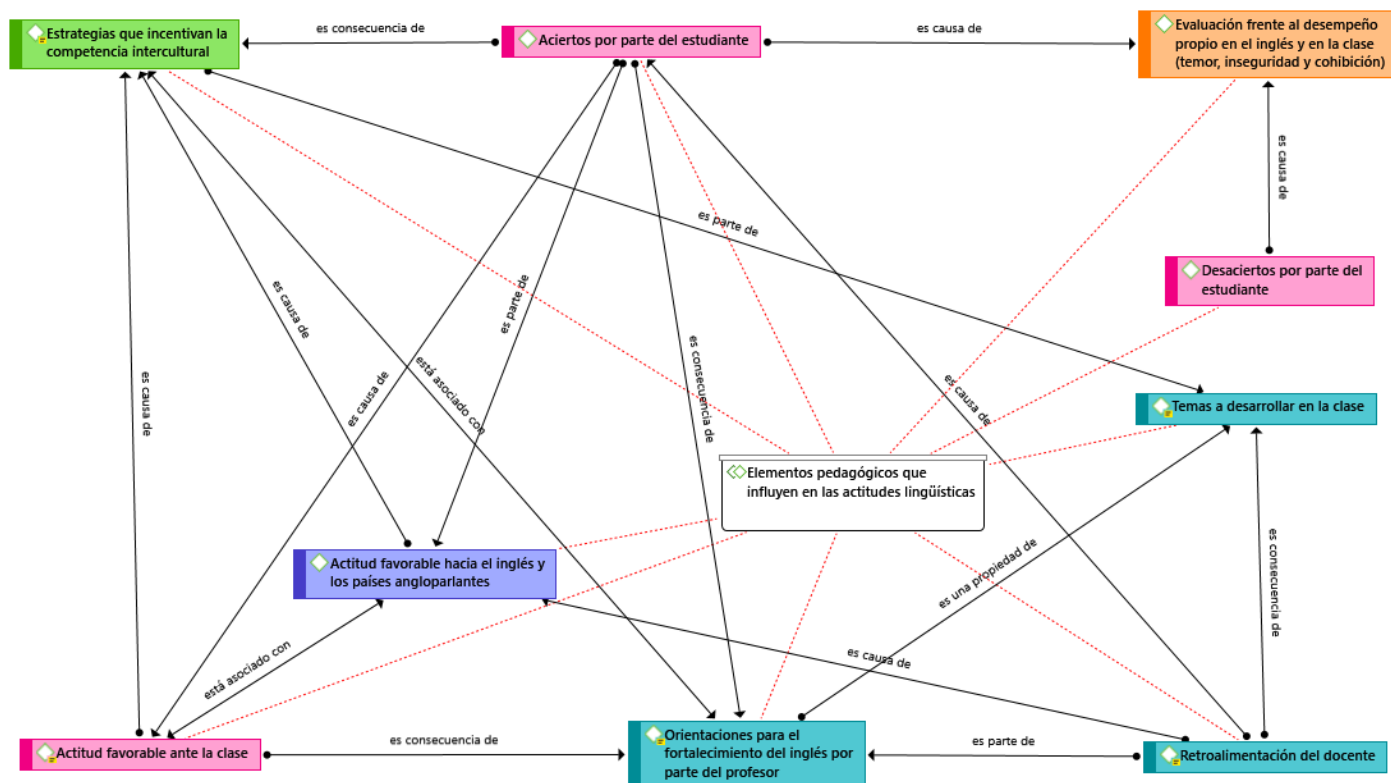 Estrategias que incentivan la
competencia intercultural
es consecuencia de
Aciertos por parte del estudiante
es causa de
Evaluación frente al desempeño
propio en el inglés y en la clase
(temor, inseguridad y cohibición)
es causa de
es parte de
Desaciertos por parte del
estudiante
es causa de
es parte de
está asociado con
es causa de
es causa de
es consecuencia de
es causa de
Temas a desarrollar en la clase
Elementos pedagógicos que
influyen en las actitudes lingüísticas
Actitud favorable hacia el inglés y
los países angloparlantes
es una propiedad de
es consecuencia de
está asociado con
es causa de
Actitud favorable ante la clase
es consecuencia de
Orientaciones para el
fortalecimiento del inglés por
parte del profesor
es parte de
Retroalimentación del docente